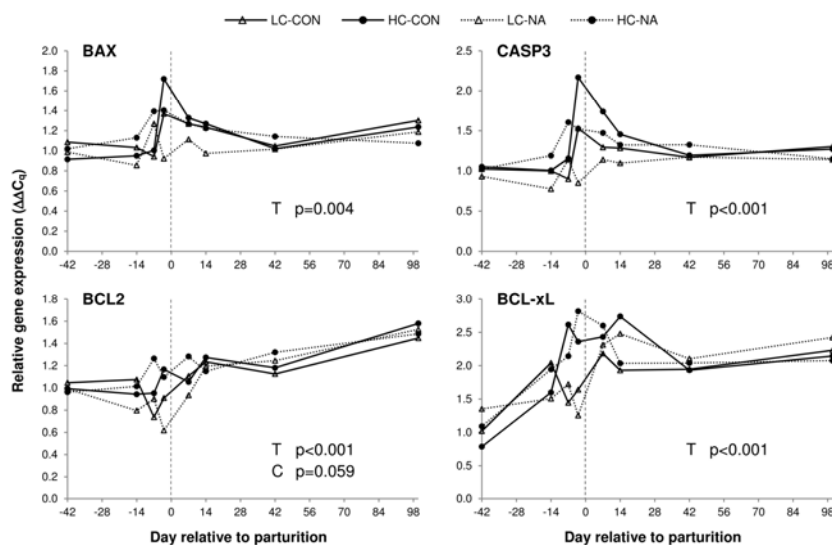 LC-CON HC-CON LC-NA HC-NA
Relative gene expression (ΔΔCq)
BAX
2.0
1.8
1.6
1.4
1.2
1.0
0.8
0.6
0.4
0.2
0.0
T p=0.004
-42 -28 -14 0 14 28 42 56 70 84 98
CASP3
2.5
2.0
1.5
1.0
0.5
0.0
T p<0.001
-42 -28 -14 0 14 28 42 56 70 84 98
BCL2
1.8
1.6
1.4
1.2
1.0
0.8
0.6
0.4
0.2
0.0
T p<0.001
C p=0.059
-42 -28 -14 0 14 28 42 56 70 84 98
Day relative to parturition
BCL-xL
3.0
2.5
2.0
1.5
1.0
0.5
0.0
T p<0.001
-42 -28 -14 0 14 28 42 56 70 84 98
Day relative to parturition